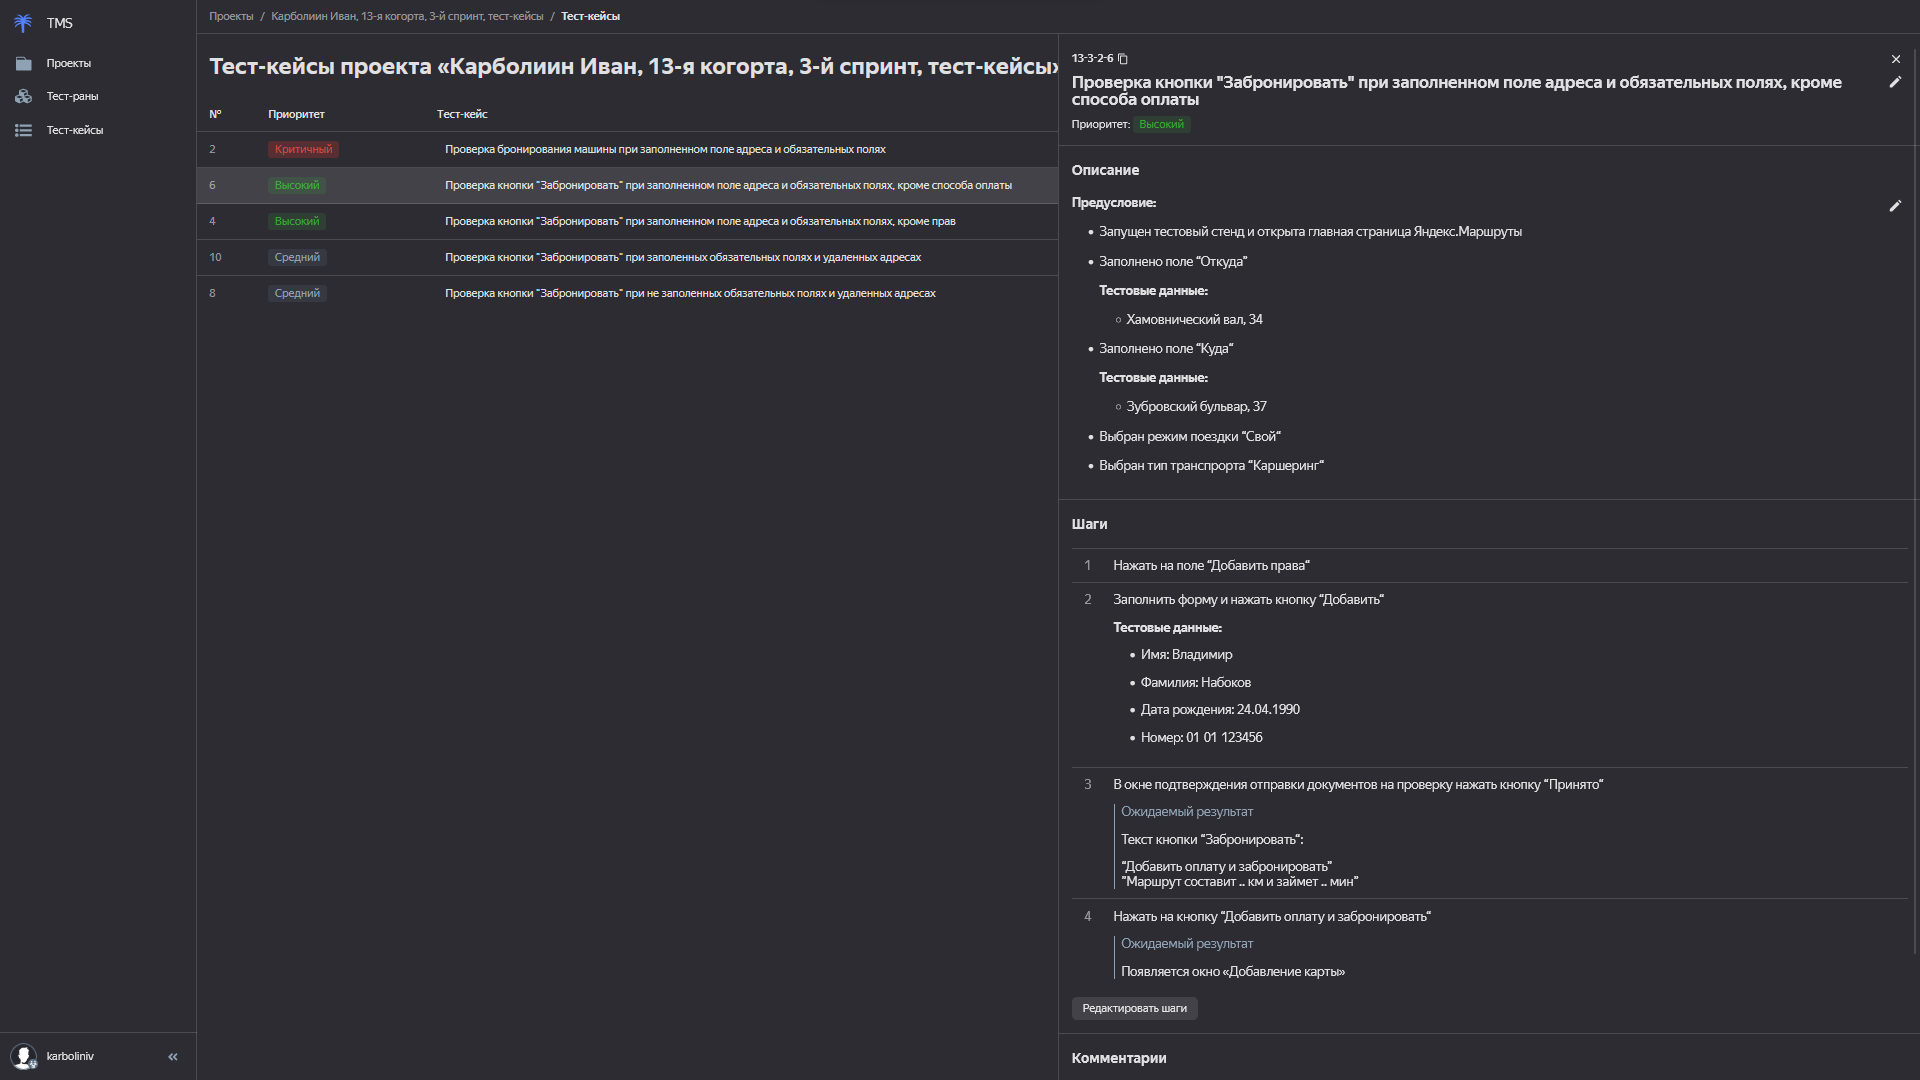 TMS
Проекты
Тест-раны
Тест-кейсы
karboliniv
Проекты / Карболиин Иван, 13-я когорта, 3-й спринт, тест-кейсы / Тест-кейсы
Тест-кейсы проекта «Карболиин Иван, 13-я когорта, 3-й спринт, тест-кейсы»
№ Приоритет Тест-кейс
2 Критичный Проверка бронирования машины при заполненном поле адреса и обязательных полях
6 Высокий Проверка кнопки "Забронировать" при заполненном поле адреса и обязательных полях, кроме способа оплаты
4 Высокий Проверка кнопки "Забронировать" при заполненном поле адреса и обязательных полях, кроме прав
10 Средний Проверка кнопки "Забронировать" при заполенных обязательных полях и удаленных адресах
8 Средний Проверка кнопки "Забронировать" при не заполенных обязательных полях и удаленных адресах
13-3-2-6
Проверка кнопки "Забронировать" при заполненном поле адреса и обязательных полях, кроме
способа оплаты
Приоритет: Высокий
Описание
Предусловие:
Запущен тестовый стенд и открыта главная страница Яндекс.Маршруты
Заполнено поле “Откуда”
Тестовые данные:
Хамовнический вал, 34
Заполнено поле “Куда“
Тестовые данные:
Зубровский бульвар, 37
Выбран режим поездки “Свой“
Выбран тип транспрорта “Каршеринг“
Шаги
1 Нажать на поле “Добавить права“
2 Заполнить форму и нажать кнопку “Добавить“
Тестовые данные:
Имя: Владимир
Фамилия: Набоков
Дата рождения: 24.04.1990
Номер: 01 01 123456
3 В окне подтверждения отправки документов на проверку нажать кнопку “Принято“
Ожидаемый результат
Текст кнопки “Забронировать“:
“Добавить оплату и забронировать”
”Маршрут составит .. км и займет .. мин”
4 Нажать на кнопку “Добавить оплату и забронировать“
Ожидаемый результат
Появляется окно «Добавление карты»
Редактировать шаги
Комментарии